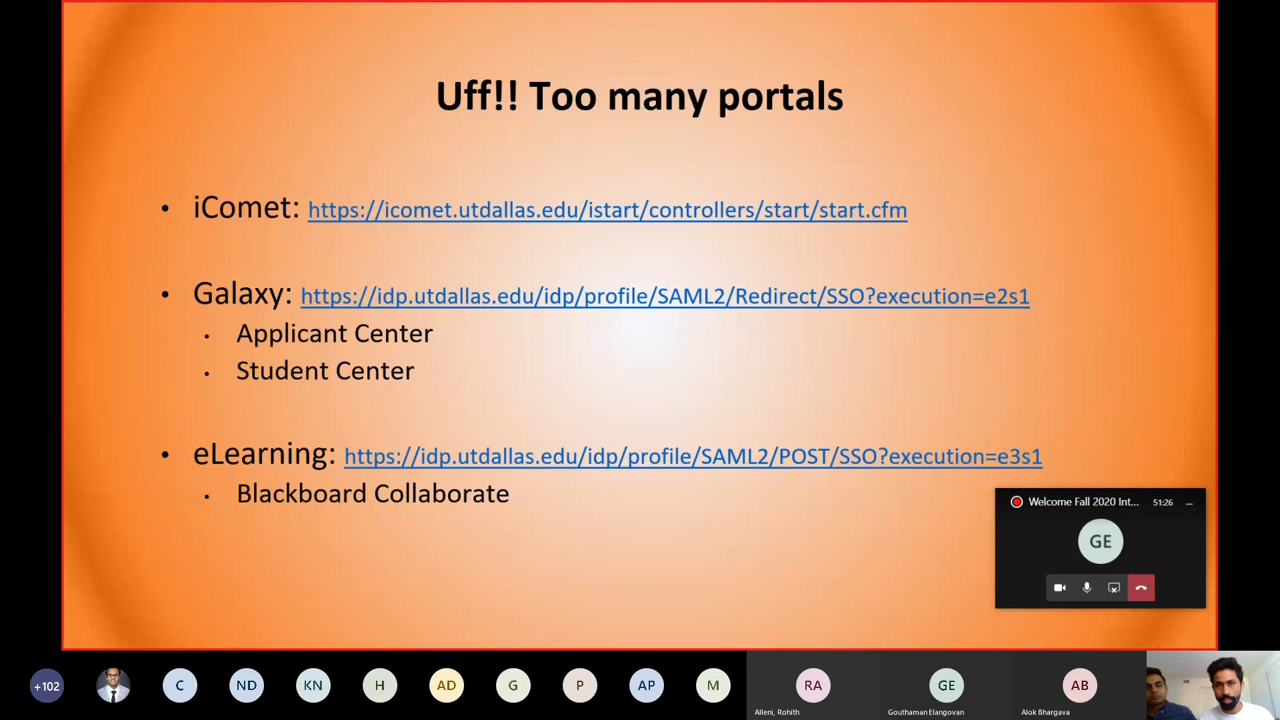 Uff!! Too many portals
• iComet: https://icomet.utdallas.edu/istart/controllers/start/start.cfm
• Galaxy: https://idp.utdallas.edu/idp/profile/SAML2/Redirect/SSO?execution=e2s1
• Applicant Center
• Student Center
• eLearning: https://idp.utdallas.edu/idp/profile/SAML2/POST/SSO?execution=e3s1
• Blackboard Collaborate
Welcome Fall 2020 Int... 51:26
GE
+102 C ND KN H AD G P AP M RA GE AB
Alleni, Rohith Gouthaman Elangovan Alok Bhargava